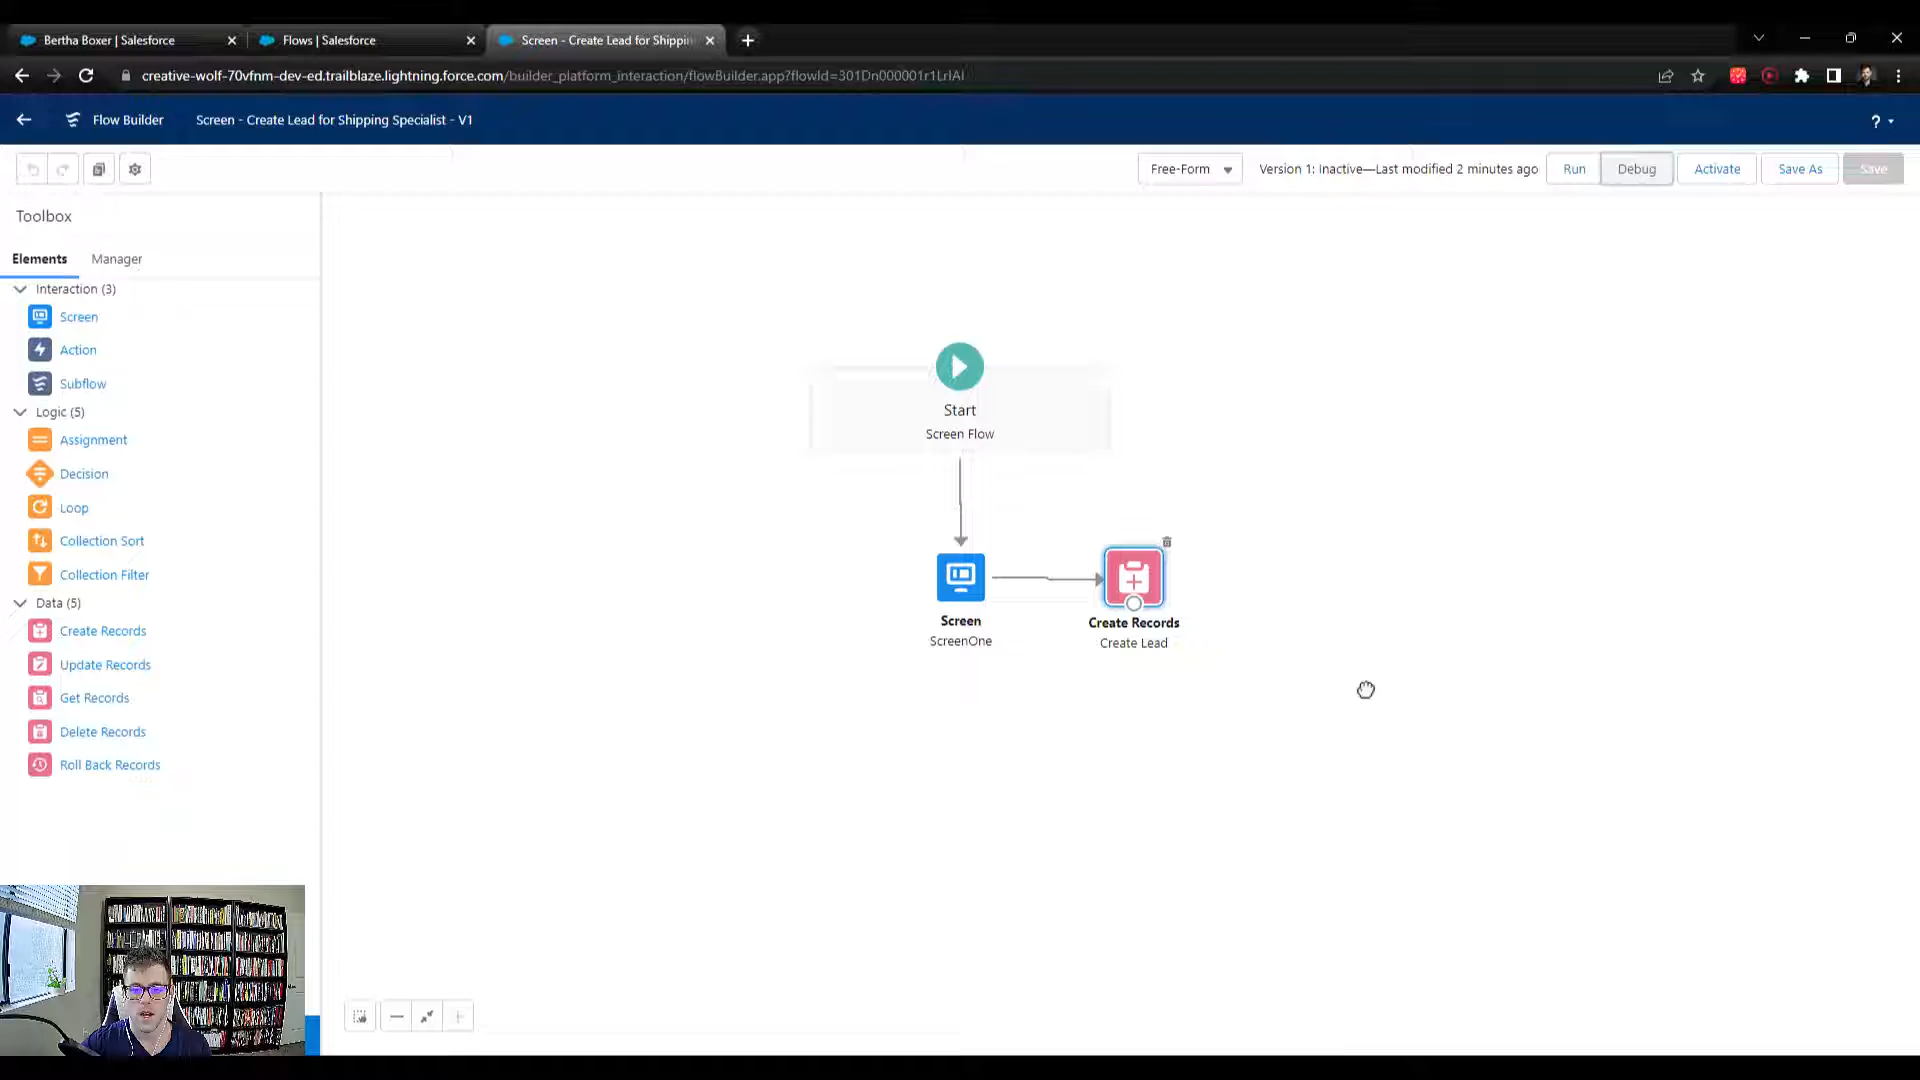 Bertha Boxer | Salesforce
Flows | Salesforce
Screen - Create Lead for Shippin
creative-wolf-70vfnm-dev-ed.trailblaze.lightning.force.com/builder_platform_interaction/flowBuilder.app?flowId=301Dn000001r1LrIAI
Flow Builder
Screen - Create Lead for Shipping Specialist - V1
?
Free-Form
Version 1: Inactive—Last modified 2 minutes ago
Run
Debug
Activate
Save As
Save
Toolbox
Elements
Manager
Interaction (3)
Screen
Action
Subflow
Logic (5)
Assignment
Decision
Loop
Collection Sort
Collection Filter
Data (5)
Create Records
Update Records
Get Records
Delete Records
Roll Back Records
Start
Screen Flow
Screen
ScreenOne
Create Records
Create Lead